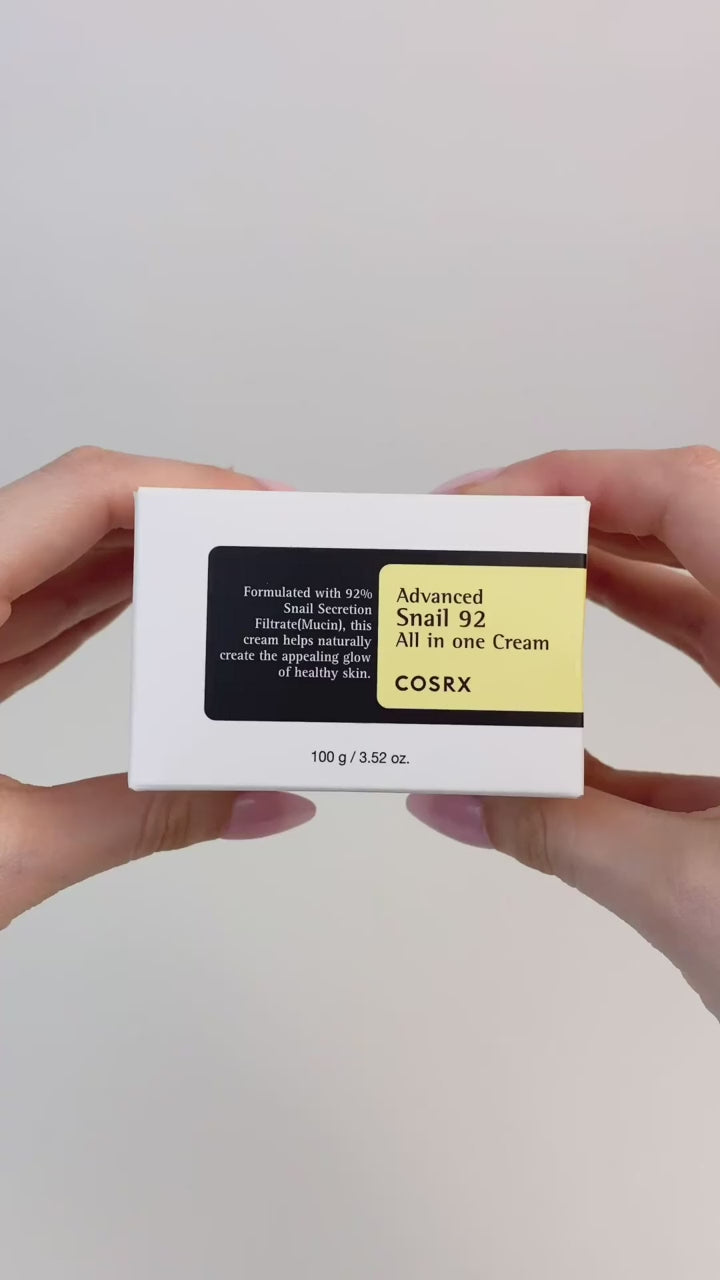 Formulated with 92%
Snail Secretion
Filtrate(Mucin), this
cream helps naturally
create the appealing glow
of healthy skin.
Advanced
Snail 92
All in one Cream
COSRX
100 g / 3.52 oz.